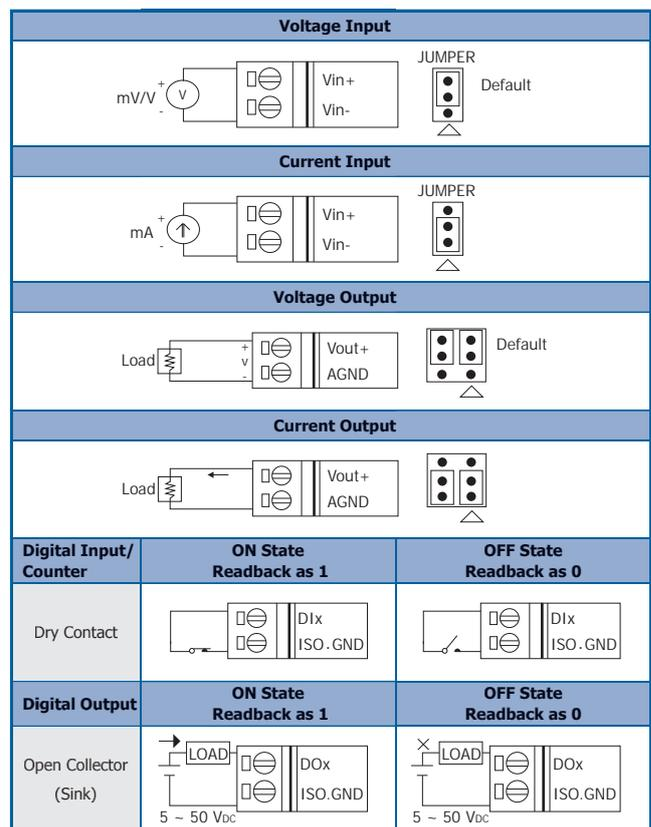 Voltage Input
JUMPER
mV/V
+
-
V
Vin+
Vin-
Default
Current Input
JUMPER
mA
+
-
Vin+
Vin-
Voltage Output
Load
+
v
-
Vout+
AGND
Default
Current Output
Load
Vout+
AGND
Digital Input/
Counter
ON State
Readback as 1
OFF State
Readback as 0
Dry Contact
DIx
ISO.GND
DIx
ISO.GND
Digital Output
ON State
Readback as 1
OFF State
Readback as 0
Open Collector
(Sink)
LOAD
DOx
ISO.GND
5 ~ 50 VDC
LOAD
DOx
ISO.GND
5 ~ 50 VDC